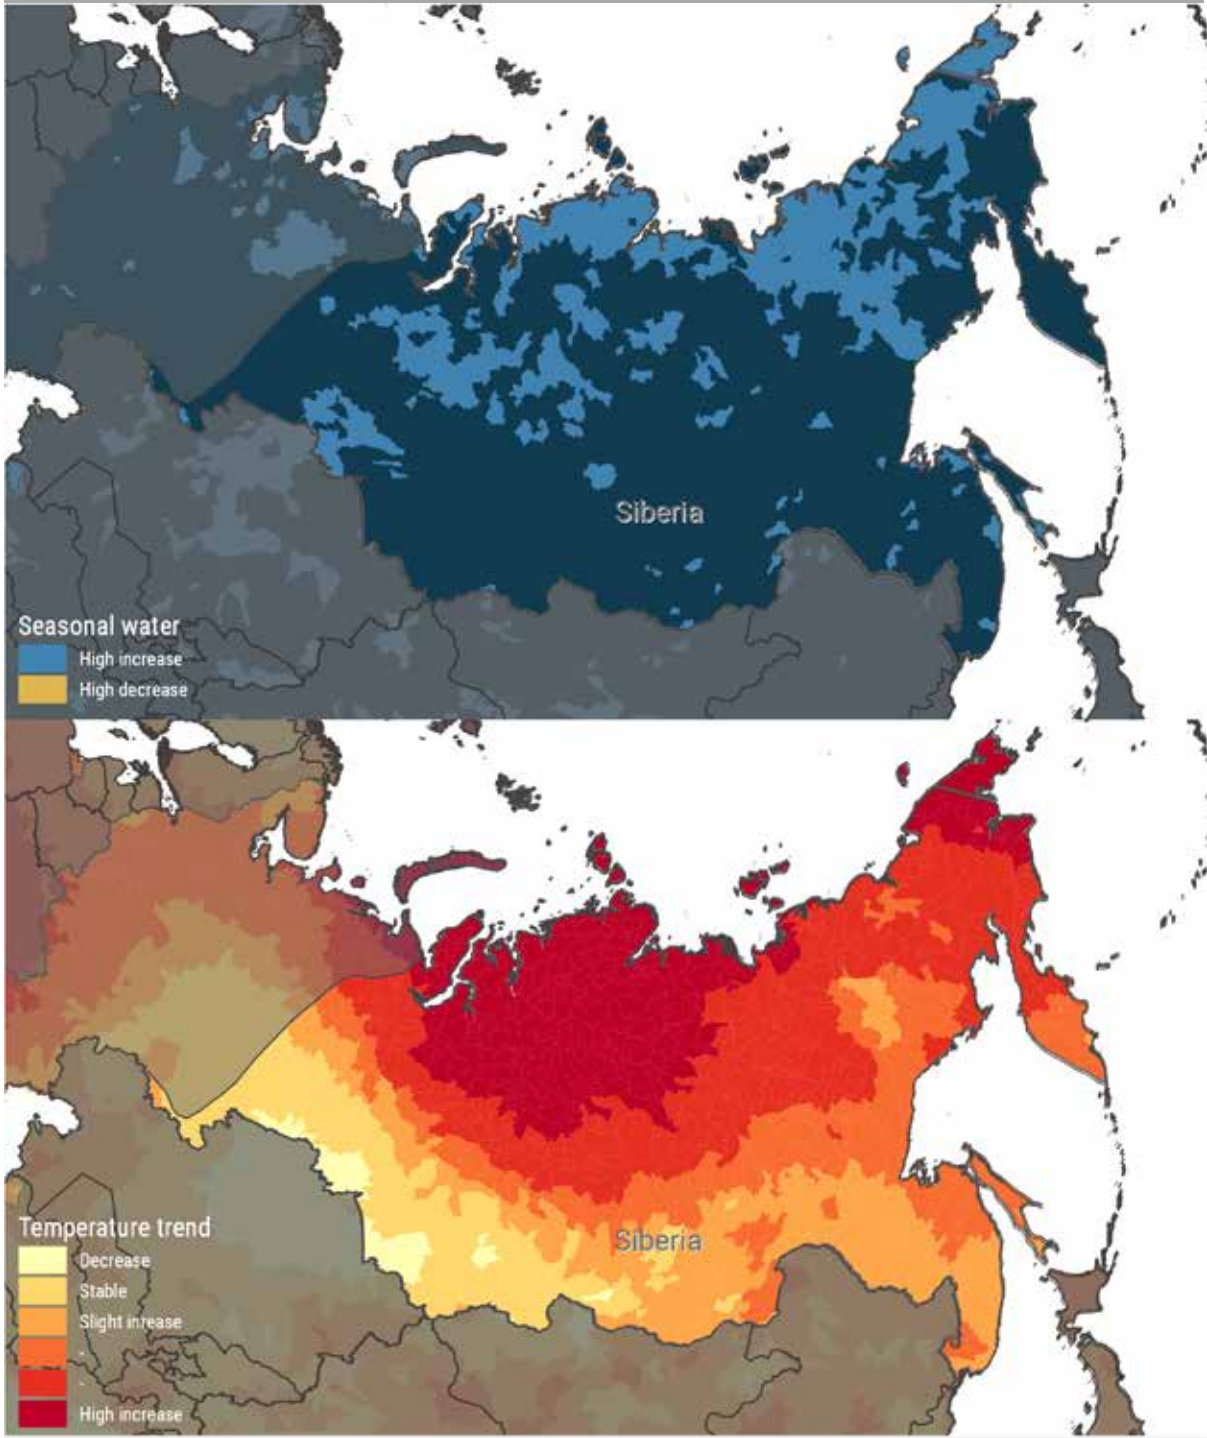 Siberia
Seasonal water
High increase
High decrease
Siberia
Temperature trend
Decrease
Stable
Slight inrease
-
-
High increase